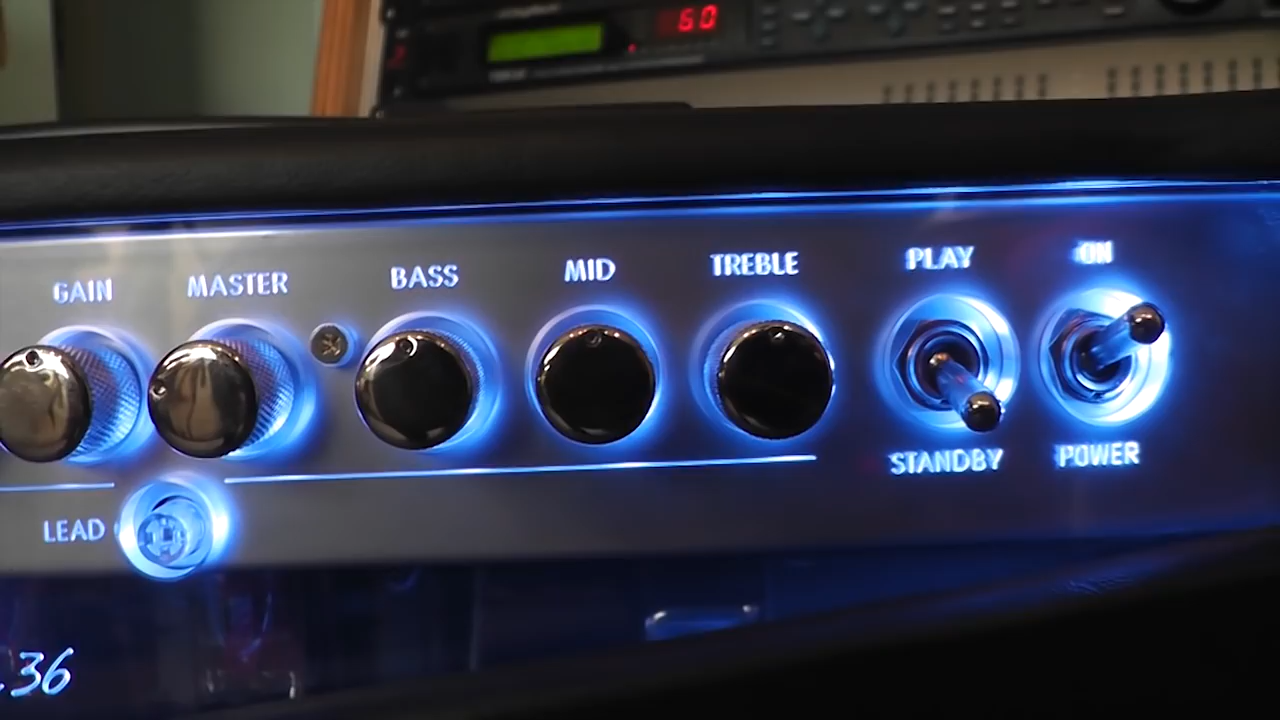 60
GAIN MASTER BASS MID TREBLE PLAY ON
STANDBY POWER
LEAD
.36